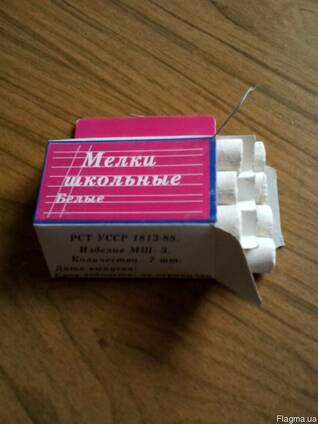 Мелки
школьные
Белые
РСТ УССР 1813-88.
Изделие МШ-3.
Количество - 7 шт.
Дата выпуска:
Flagma.ua